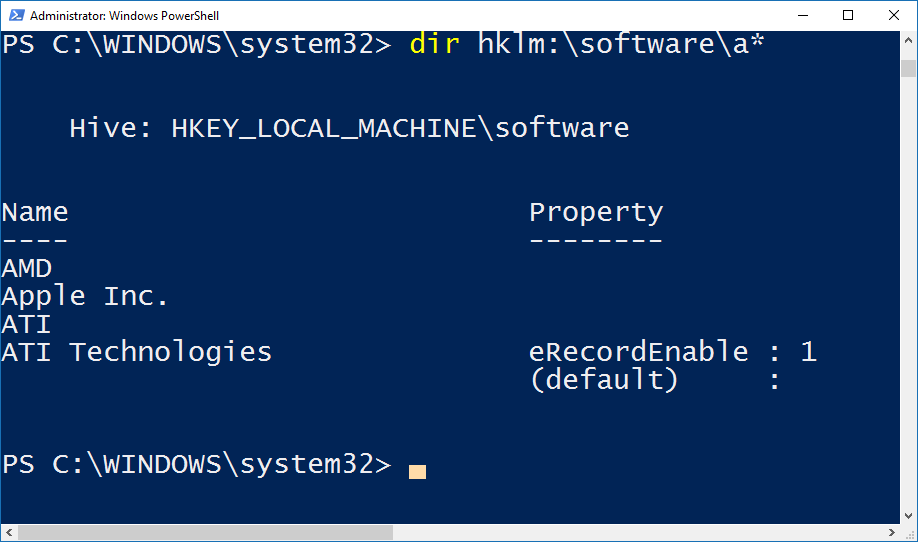 Administrator: Windows PowerShell
PS C:\WINDOWS\system32> dir hklm:\software\a*
Hive: HKEY_LOCAL_MACHINE\software
Name Property
---- --------
AMD
Apple Inc.
ATI
ATI Technologies eRecordEnable : 1
(default) :
PS C:\WINDOWS\system32>